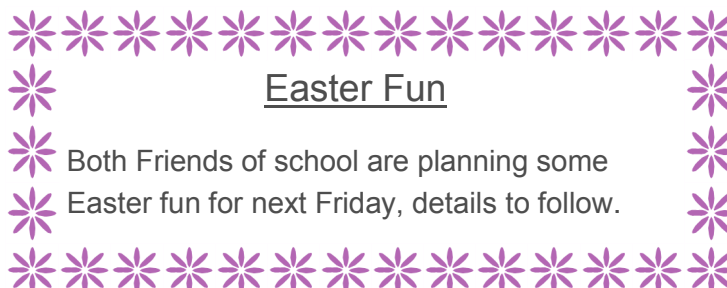 Easter Fun
Both Friends of school are planning some
Easter fun for next Friday, details to follow.